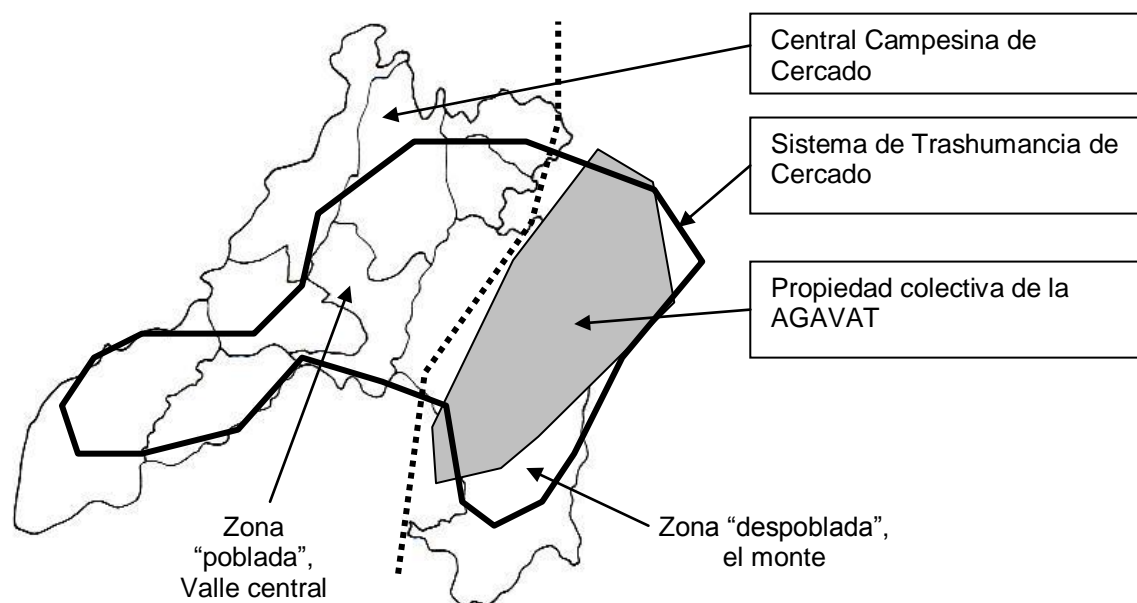 Central Campesina de
Cercado
Sistema de Trashumancia de
Cercado
Propiedad colectiva de la
AGAVAT
Zona
“poblada”,
Valle central
Zona “despoblada”,
el monte